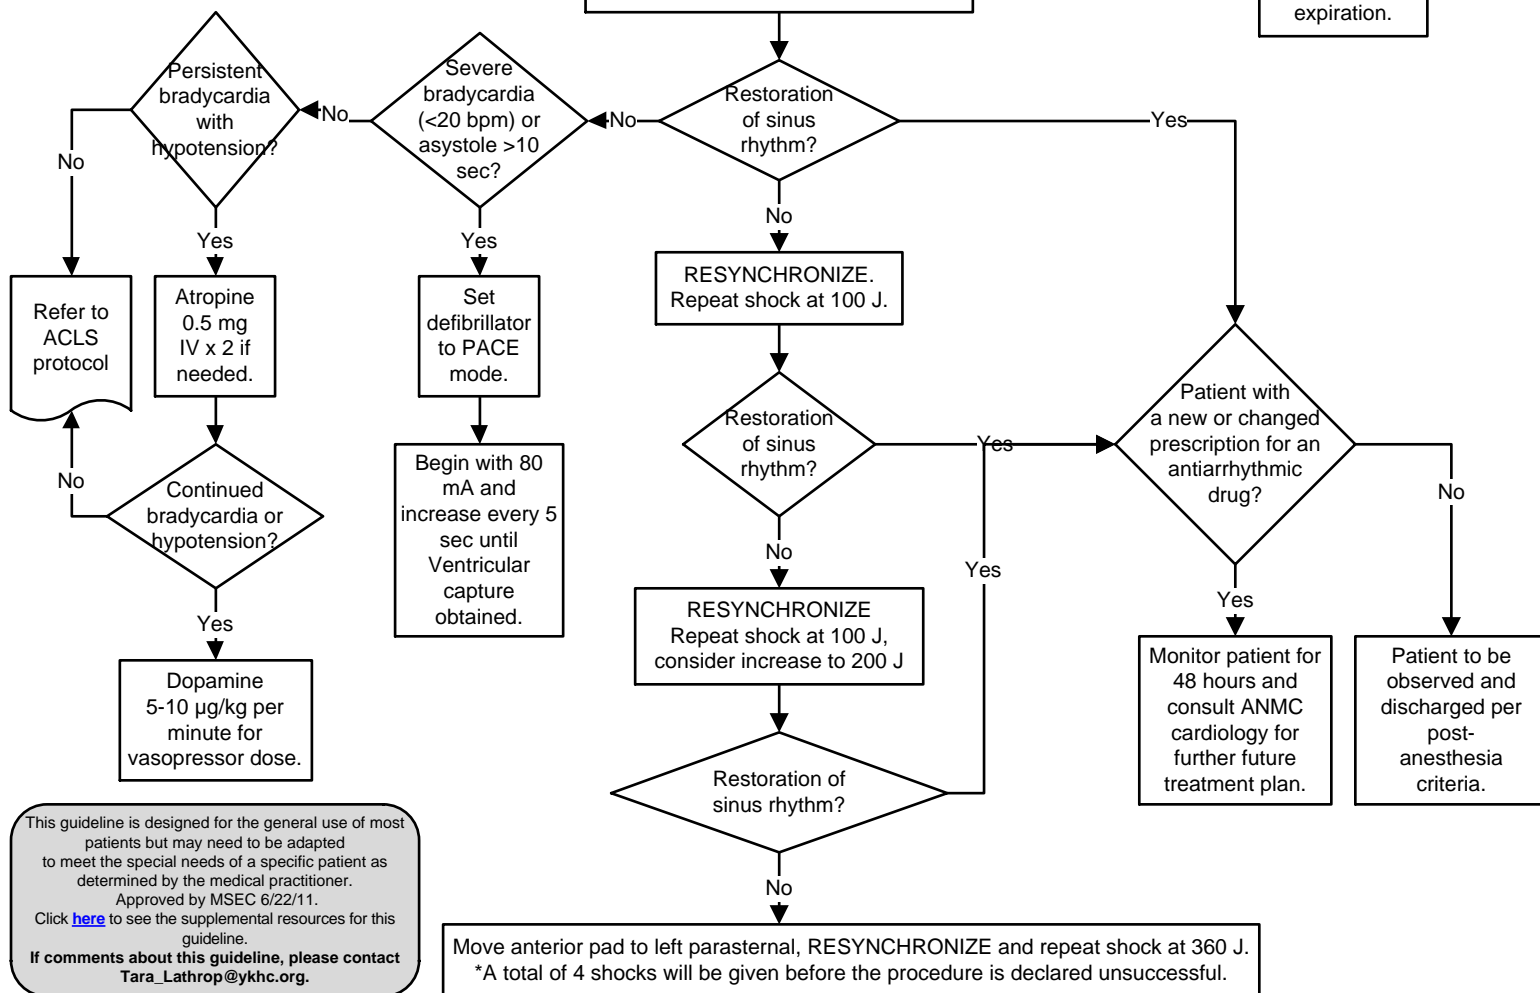 expiration.
Persistent
bradycardia
with
hypotension?
No
Severe
bradycardia
(<20 bpm) or
asystole >10
sec?
No
Restoration
of sinus
rhythm?
Yes
No
Yes
Yes
No
Refer to
ACLS
protocol
Atropine
0.5 mg
IV x 2 if
needed.
Set
defibrillator
to PACE
mode.
RESYNCHRONIZE.
Repeat shock at 100 J.
Patient with
a new or changed
prescription for an
antiarrhythmic
drug?
Restoration
of sinus
rhythm?
Yes
No
No
Continued
bradycardia or
hypotension?
Begin with 80
mA and
increase every 5
sec until
Ventricular
capture
obtained.
No
Yes
Yes
Yes
RESYNCHRONIZE
Repeat shock at 100 J,
consider increase to 200 J
Dopamine
5-10 µg/kg per
minute for
vasopressor dose.
Monitor patient for
48 hours and
consult ANMC
cardiology for
further future
treatment plan.
Patient to be
observed and
discharged per
post-
anesthesia
criteria.
Restoration of
sinus rhythm?
No
This guideline is designed for the general use of most
patients but may need to be adapted
to meet the special needs of a specific patient as
determined by the medical practitioner.
Approved by MSEC 6/22/11.
Click here to see the supplemental resources for this
guideline.
If comments about this guideline, please contact
Tara_Lathrop@ykhc.org.
Move anterior pad to left parasternal, RESYNCHRONIZE and repeat shock at 360 J.
*A total of 4 shocks will be given before the procedure is declared unsuccessful.